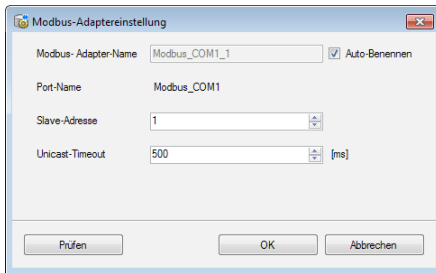 Modbus-Adaptereinstellung
Modbus- Adapter-Name Modbus_COM1_1 Auto-Benennen
Port-Name Modbus_COM1
Slave-Adresse 1
Unicast-Timeout 500 [ms]
Prüfen OK Abbrechen